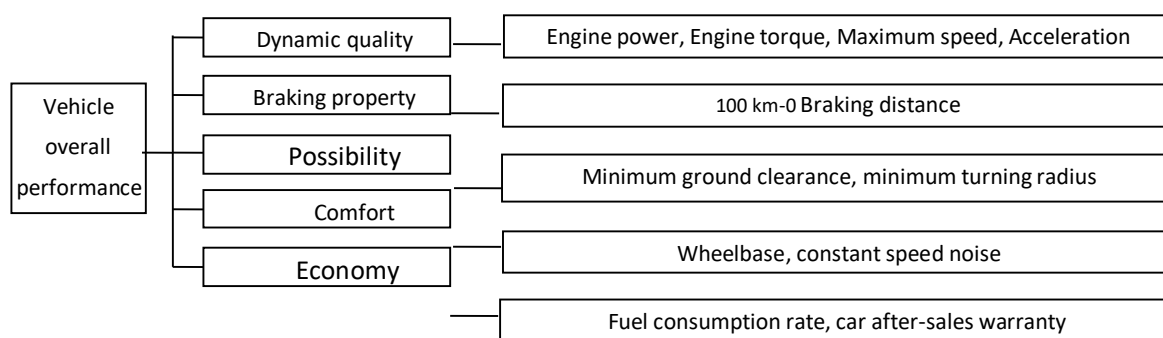 Vehicle
overall
performance
Dynamic quality
Braking property
Possibility
Comfort
Economy
Engine power, Engine torque, Maximum speed, Acceleration
100 km-0 Braking distance
Minimum ground clearance, minimum turning radius
Wheelbase, constant speed noise
Fuel consumption rate, car after-sales warranty